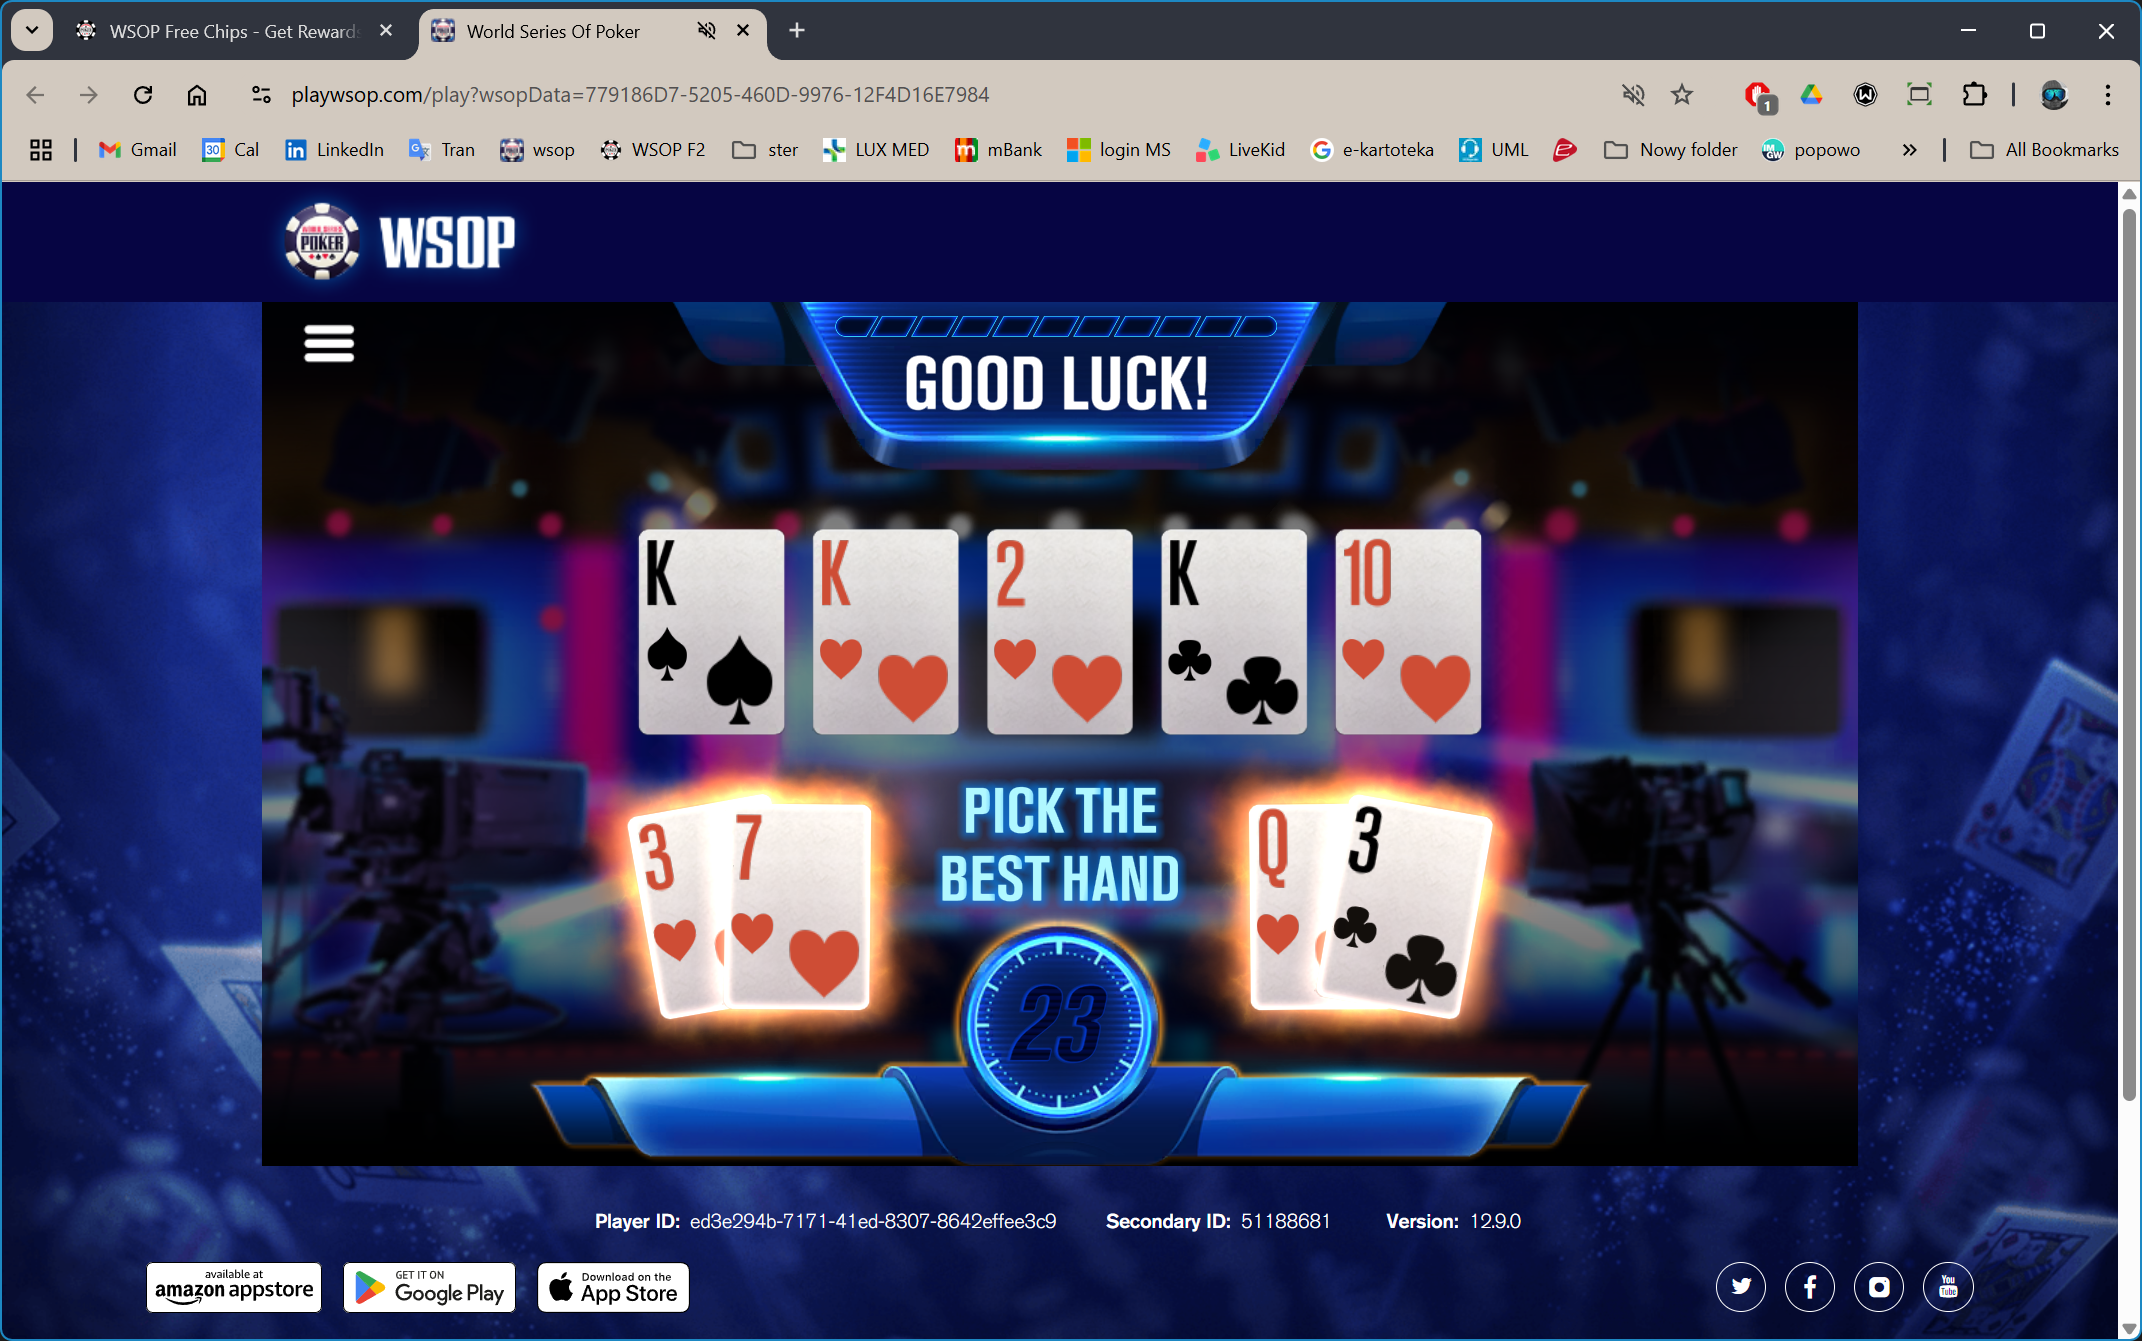 WSOP Free Chips - Get Rewards
World Series Of Poker
playwsop.com/play?wsopData=779186D7-5205-460D-9976-12F4D16E7984
1
Gmail
30
Cal
LinkedIn
Tran
wsop
WSOP F2
ster
LUX MED
mBank
login MS
LiveKid
e-kartoteka
UML
Nowy folder
popowo
All Bookmarks
POKER
WSOP
GOOD LUCK!
K
K
2
K
10
PICK THE
BEST HAND
3
7
Q
3
23
Player ID: ed3e294b-7171-41ed-8307-8642effee3c9
Secondary ID: 51188681
Version: 12.9.0
available at
amazon appstore
GET IT ON
Google Play
Download on the
App Store
You
Tube